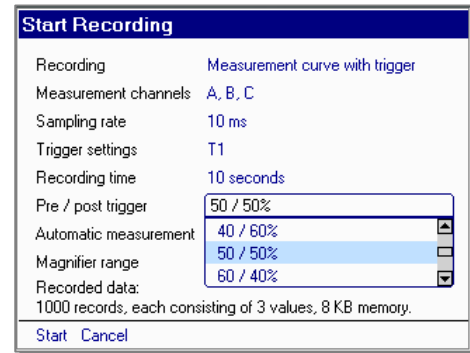 Start Recording
Recording Measurement curve with trigger
Measurement channels A, B, C
Sampling rate 10 ms
Trigger settings T1
Recording time 10 seconds
Pre / post trigger 50 / 50%
Automatic measurement 40 / 60%
50 / 50%
Magnifier range 60 / 40%
Recorded data:
1000 records, each consisting of 3 values, 8 KB memory.
Start Cancel